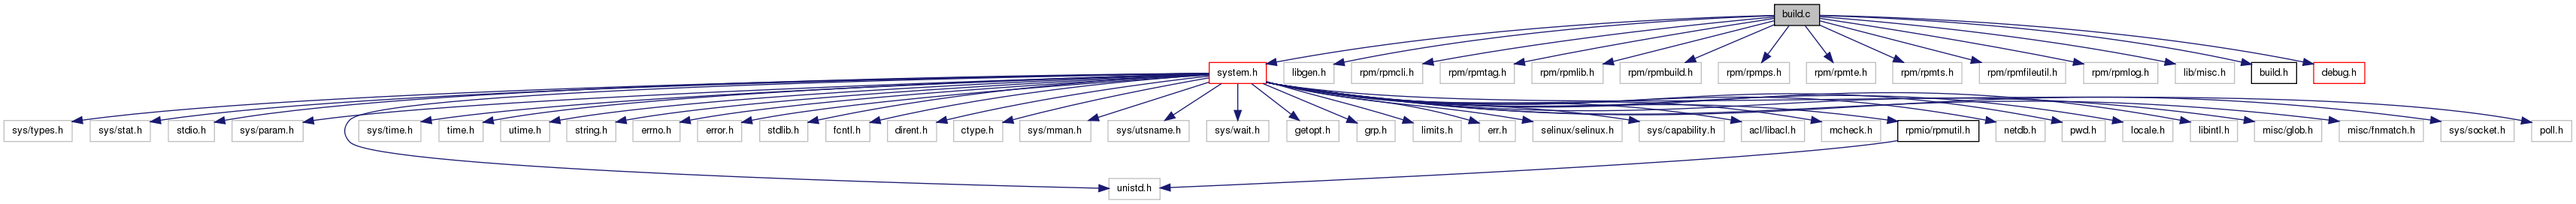 build.c
system.h
libgen.h
rpm/rpmcli.h
rpm/rpmtag.h
rpm/rpmlib.h
rpm/rpmbuild.h
rpm/rpmps.h
rpm/rpmte.h
rpm/rpmts.h
rpm/rpmfileutil.h
rpm/rpmlog.h
lib/misc.h
build.h
debug.h
sys/types.h
sys/stat.h
stdio.h
sys/param.h
sys/time.h
time.h
utime.h
string.h
errno.h
error.h
stdlib.h
fcntl.h
dirent.h
ctype.h
sys/mman.h
sys/utsname.h
sys/wait.h
getopt.h
grp.h
limits.h
err.h
selinux/selinux.h
sys/capability.h
acl/libacl.h
mcheck.h
rpmio/rpmutil.h
netdb.h
pwd.h
locale.h
libintl.h
misc/glob.h
misc/fnmatch.h
sys/socket.h
poll.h
unistd.h